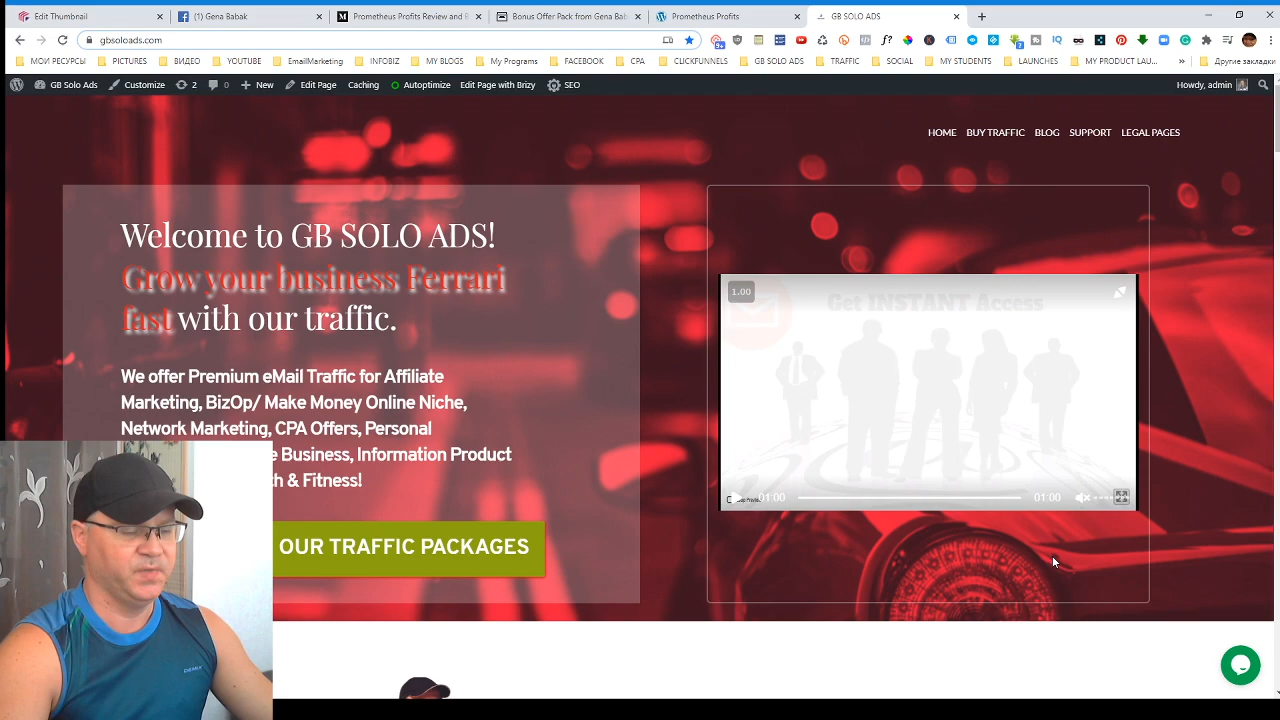 Edit Thumbnail
(1) Gena Babak
Prometheus Profits Review and B
Bonus Offer Pack from Gena Bab
Prometheus Profits
GB SOLO ADS
gbsoloads.com
МОИ РЕСУРСЫ
PICTURES
ВИДЕО
YOUTUBE
EmailMarketing
INFOBIZ
MY BLOGS
My Programs
FACEBOOK
CPA
CLICKFUNNELS
GB SOLO ADS
TRAFFIC
SOCIAL
MY STUDENTS
LAUNCHES
MY PRODUCT LAU...
Другие закладки
GB Solo Ads
Customize
2
0
New
Edit Page
Caching
Autoptimize
Edit Page with Brizy
SEO
Howdy, admin
HOME BUY TRAFFIC BLOG SUPPORT LEGAL PAGES
Welcome to GB SOLO ADS!
Grow your business Ferrari
fast with our traffic.
We offer Premium eMail Traffic for Affiliate
Marketing, BizOp/ Make Money Online Niche,
Network Marketing, CPA Offers, Personal
Business, Information Product
& Fitness!
OUR TRAFFIC PACKAGES
1.00
Get INSTANT Access
01:00
01:00
DEMIX